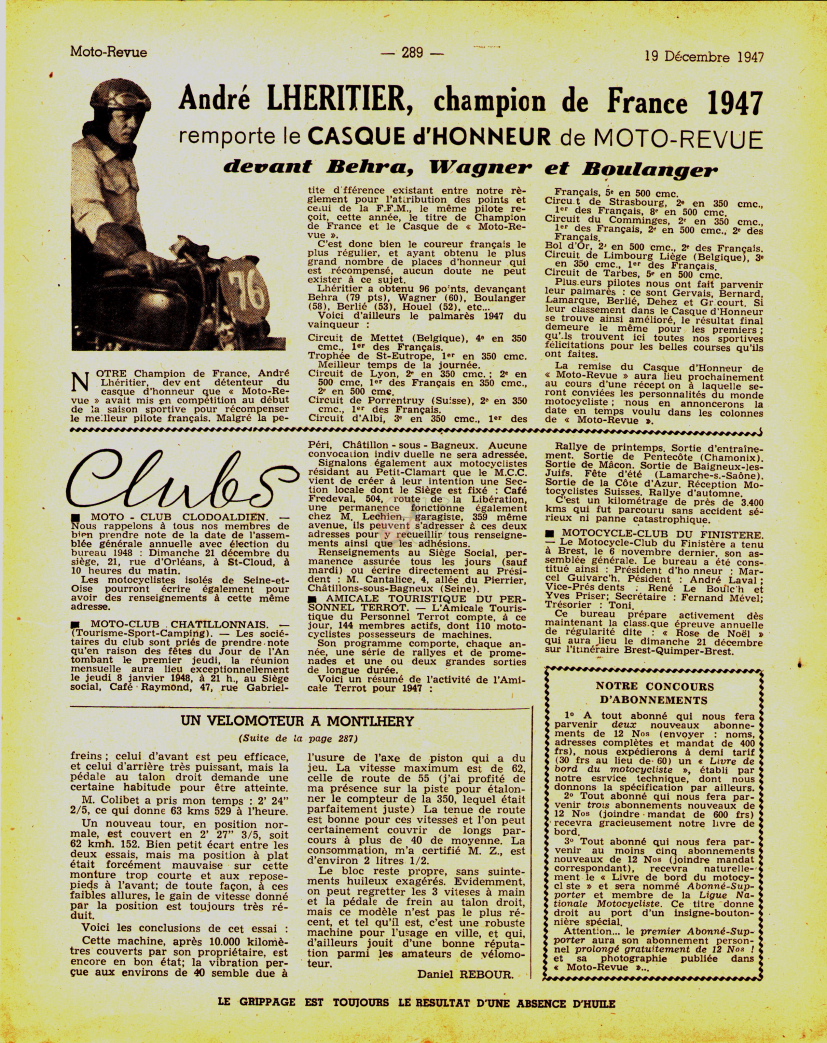 Moto-Revue
— 289 —
19 Décembre 1947
André LHERITIER, champion de France 1947
remporte le CASQUE d'HONNEUR de MOTO-REVUE
devant Behra, Wagner et Boulanger
76
NOTRE Champion de France, André
Lhéritier, dev ent détenteur du
casque d'honneur que « Moto-Re-
vue » avait mis en compétition au début
de la saison sportive pour récompenser
le meilleur pilote français. Malgré la pe-
tite d fférence existant entre notre rè-
glement pour l'attribution des points et
celui de la F.F.M., le même pilote re-
çoit, cette année, le titre de Champion
de France et le Casque de « Moto-Re-
vue ».
C'est donc bien le coureur français le
plus régulier, et ayant obtenu le plus
grand nombre de places d'honneur qui
est récompensé, aucun doute ne peut
exister à ce sujet.
Lhéritier a obtenu 96 po'nts, devançant
Behra (79 pts), Wagner (60), Boulanger
(58), Berlié (53), Houel (52), etc...
Voici d'ailleurs le palmarès 1947 du
vainqueur :
Circuit de Mettet (Belgique), 4e en 350
cmc., 1er des Français.
Trophée de St-Eutrope, 1er en 350 cmc.
Meilleur temps de la journée.
Circuit de Lyon, 2e en 350 cmc. ; 2e en
500 cmc, 1er des Français en 350 cmc.,
2e en 500 cmc.
Circuit de Porrentruy (Suisse), 2e en 350
cmc., 1er des Français.
Circuit d'Albi, 3e en 350 cmc., 1er des
Français, 5e en 500 cmc.
Circu t de Strasbourg, 2e en 350 cmc.,
1er des Français, 8e en 500 cmc.
Circuit du Comminges, 2e en 350 cmc.,
1er des Français, 2e en 500 cmc., 2e des
Français.
Bol d'Or, 2e en 500 cmc., 2e des Français.
Circuit de Limbourg Liège (Belgique), 3e
en 350 cmc., 1er des Français.
Circuit de Tarbes, 5e en 500 cmc.
Plus.eurs pilotes nous ont fait parvenir
leur palmarès : ce sont Gervais, Bernard,
Lamarque, Berlié, Dehez et Gr court. Si
leur classement dans le Casque d'Honneur
se trouve ainsi amélioré, le résultat final
demeure le même pour les premiers ;
qu'ils trouvent ici toutes nos sportives
félicitations pour les belles courses qu'ils
ont faites.
La remise du Casque d'Honneur de
« Moto-Revue » aura lieu prochainement
au cours d'une récept on à laquelle se-
ront conviées les personnalités du monde
motocycliste ; nous en annoncerons la
date en temps voulu dans les colonnes
de « Moto-Revue ».
Clubs
■ MOTO - CLUB CLODOALDIEN. —
Nous rappelons à tous nos membres de
bien prendre note de la date de l'assem-
blée générale annuelle avec élection du
bureau 1948 : Dimanche 21 décembre du
siège, 21, rue d'Orléans, à St-Cloud, à
10 heures du matin.
Les motocyclistes isolés de Seine-et-
Oise pourront écrire également pour
avoir des renseignements à cette même
adresse.
■ MOTO-CLUB CHATILLONNAIS. —
(Tourisme-Sport-Camping). — Les socié-
taires du club sont priés de prendre note
qu'en raison des fêtes du Jour de l'An
tombant le premier jeudi, la réunion
mensuelle aura lieu exceptionnellement
le jeudi 8 janvier 1948, à 21 h., au Siège
social, Café Raymond, 47, rue Gabriel-
Péri, Châtillon - sous - Bagneux. Aucune
convocation indiv duelle ne sera adressée.
Signalons également aux motocyclistes
résidant au Petit-Clamart que le M.C.C.
vient de créer à leur intention une Sec-
tion locale dont le Siège est fixé : Café
Fredeval, 504, route de la Libération,
une permanence fonctionne également
chez M. Lechien, garagiste, 359 même
avenue, ils peuvent s'adresser à ces deux
adresses pour y recueillir tous renseigne-
ments ainsi que les adhésions.
Renseignements au Siège Social, per-
manence assurée tous les jours (sauf
mardi) ou écrire directement au Prési-
dent : M. Cantalice, 4, allée du Pierrier,
Châtillons-sous-Bagneux (Seine).
■ AMICALE TOURISTIQUE DU PER-
SONNEL TERROT. — L'Amicale Touris-
tique du Personnel Terrot compte, à ce
jour, 144 membres actifs, dont 110 moto-
cyclistes possesseurs de machines.
Son programme comporte, chaque an-
née, une série de rallyes et de prome-
nades et une ou deux grandes sorties
de longue durée.
Voici un résumé de l'activité de l'Ami-
cale Terrot pour 1947 :
Rallye de printemps. Sortie d'entraîne-
ment. Sortie de Pentecôte (Chamonix).
Sortie de Mâcon. Sortie de Baigneux-les-
Juifs. Fête d'été (Lamarche-s.-Saône).
Sortie de la Côte d'Azur. Réception Mo-
tocyclistes Suisses. Rallye d'automne.
C'est un kilométrage de près de 3.400
kms qui fut parcouru sans accident sé-
rieux ni panne catastrophique.
■ MOTOCYCLE-CLUB DU FINISTERE.
— Le Motocycle-Club du Finistère a tenu
à Brest, le 6 novembre dernier, son as-
semblée générale. Le bureau a été cons-
titué ainsi : Président d'ho nneur : Mar-
cel Guivarc'h. Pésident : André Laval ;
Vice-Prés dents : René Le Bouic'h et
Yves Priser; Secrétaire : Fernand Mével;
Trésorier : Toni.
Ce bureau prépare activement dès
maintenant la class.que épreuve annuelle
de régularité dite : « Rose de Noël »
qui aura lieu le dimanche 21 décembre
sur l'itinéraire Brest-Quimper-Brest.
UN VELOMOTEUR A MONTLHERY
(Suite de la page 287)
freins ; celui d'avant est peu efficace,
et celui d'arrière très puissant, mais la
pédale au talon droit demande une
certaine habitude pour être atteinte.
M. Colibet a pris mon temps : 2' 24"
2/5, ce qui donne 63 kms 529 à l'heure.
Un nouveau tour, en position nor-
male, est couvert en 2' 27" 3/5, soit
62 kmh. 152. Bien petit écart entre les
deux essais, mais ma position à plat
était forcément mauvaise sur cette
monture trop courte et aux repose-
pieds à l'avant; de toute façon, à ces
faibles allures, le gain de vitesse donné
par la position est toujours très ré-
duit.
Voici les conclusions de cet essai :
Cette machine, après 10.000 kilomè-
tres couverts par son propriétaire, est
encore en bon état; la vibration per-
çue aux environs de 40 semble due à
l'usure de l'axe de piston qui a du
jeu. La vitesse maximum est de 62,
celle de route de 55 (j'ai profité de
ma présence sur la piste pour étalon-
ner le compteur de la 350, lequel était
parfaitement juste) La tenue de route
est bonne pour ces vitesses et l'on peut
certainement couvrir de longs par-
cours à plus de 40 de moyenne. La
consommation, m'a certifié M. Z., est
d'environ 2 litres 1/2.
Le bloc reste propre, sans suinte-
ments huileux exagérés. Evidemment,
on peut regretter les 3 viteses à main
et la pédale de frein au talon droit,
mais ce modèle n'est pas le plus ré-
cent, et tel qu'il est, c'est une robuste
machine pour l'usage en ville, et qui,
d'ailleurs jouit d'une bonne réputa-
tion parmi les amateurs de vélomo-
teur.
Daniel REBOUR.
NOTRE CONCOURS
D'ABONNEMENTS
1º A tout abonné qui nous fera
parvenir deux nouveaux abonne-
ments de 12 Nos (envoyer : noms,
adresses complètes et mandat de 400
frs), nous expédierons à demi tarif
(30 frs au lieu de 60) un « Livre de
bord du motocycliste », établi par
notre esrvice technique, dont nous
donnons la spécification par ailleurs.
2º Tout abonné qui nous fera par-
venir trois abonnements nouveaux de
12 Nos (joindre mandat de 600 frs)
recevra gracieusement notre livre de
bord.
3º Tout abonné qui nous fera par-
venir au moins cinq abonnements
nouveaux de 12 Nos (joindre mandat
correspondant), recevra naturelle-
ment le « Livre de bord du motocy-
cl ste » et sera nommé Abonné-Sup-
porter et membre de la Ligue Na-
tionale Motocycliste. Ce titre donne
droit au port d'un insigne-bouton-
nière spécial.
Attention... le premier Abonné-Sup-
porter aura son abonnement person-
nel prolongé gratuitement de 12 Nos !
et sa photographie publiée dans
« Moto-Revue »...
LE GRIPPAGE EST TOUJOURS LE RESULTAT D'UNE ABSENCE D'HUILE